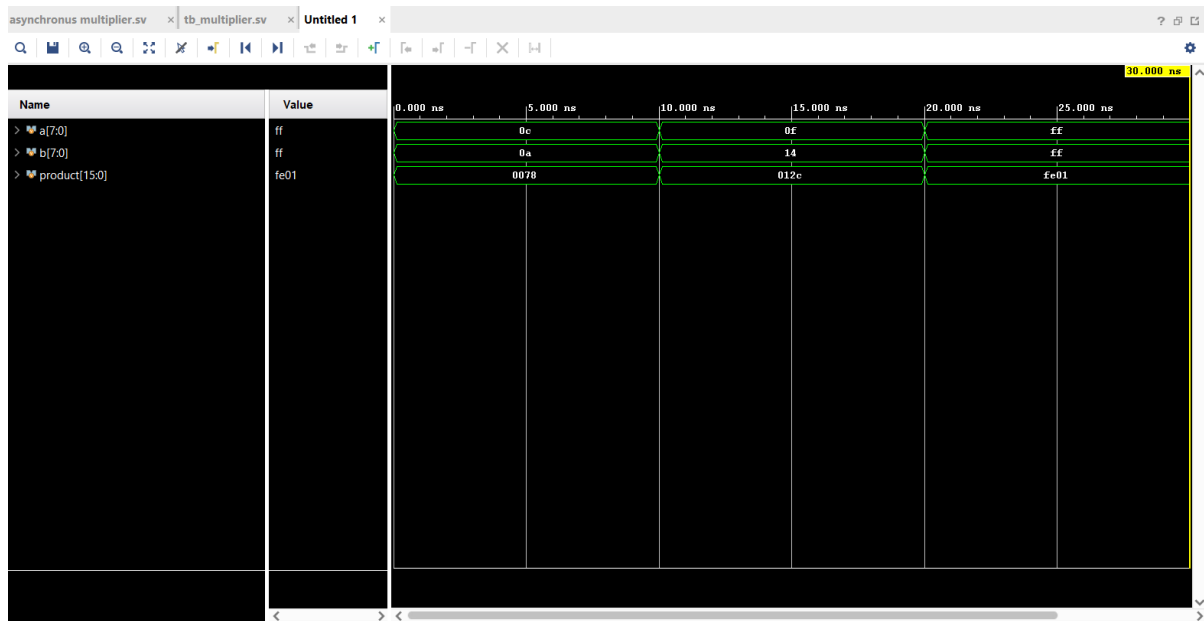 asynchronus multiplier.sv × tb_multiplier.sv × Untitled 1 ×
?
30.000 ns
Name Value 0.000 ns 5.000 ns 10.000 ns 15.000 ns 20.000 ns 25.000 ns
a[7:0] ff 0c 0f ff
b[7:0] ff 0a 14 ff
product[15:0] fe01 0078 012c fe01